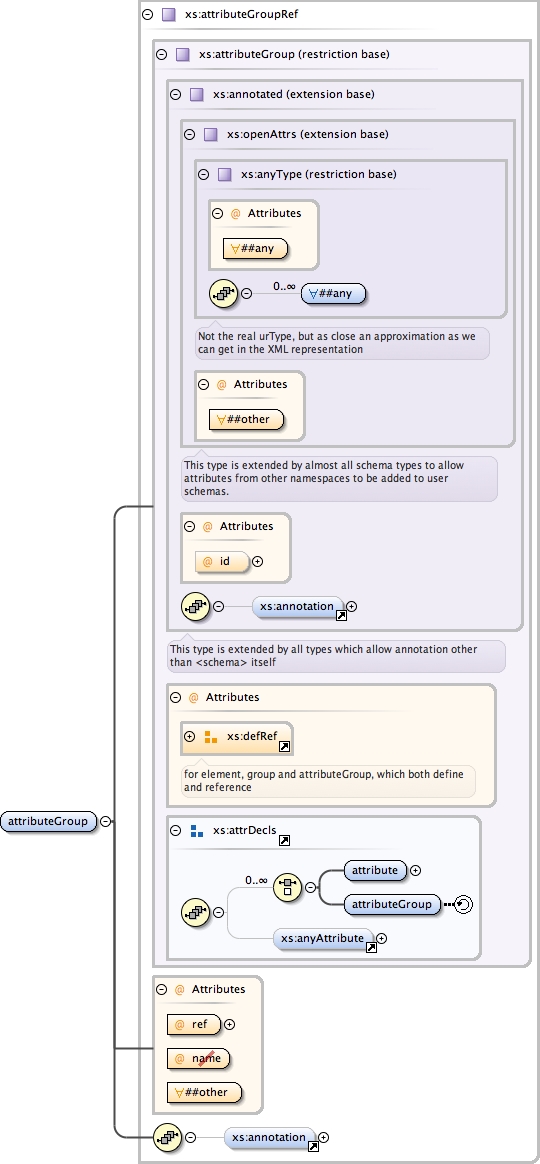 xs:attributeGroupRef
xs:attributeGroup (restriction base)
xs:annotated (extension base)
xs:openAttrs (extension base)
xs:anyType (restriction base)
@ Attributes
∀##any
0..∞
∀##any
Not the real urType, but as close an approximation as we
can get in the XML representation
@ Attributes
∀##other
This type is extended by almost all schema types to allow
attributes from other namespaces to be added to user
schemas.
@ Attributes
@ id
xs:annotation
This type is extended by all types which allow annotation other
than <schema> itself
@ Attributes
xs:defRef
for element, group and attributeGroup, which both define
and reference
attributeGroup
xs:attrDecls
0..∞
attribute
attributeGroup
xs:anyAttribute
@ Attributes
@ ref
@ name
∀##other
xs:annotation